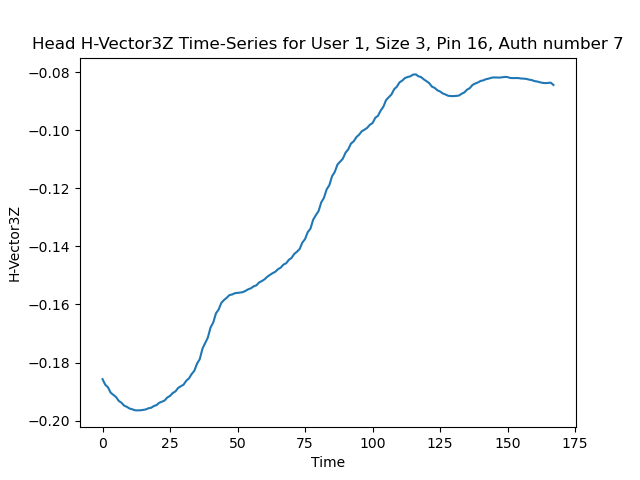 Head H-Vector3Z Time-Series for User 1, Size 3, Pin 16, Auth number 7
−0.08
−0.10
−0.12
−0.14
−0.16
−0.18
−0.20
H-Vector3Z
0 25 50 75 100 125 150 175
Time